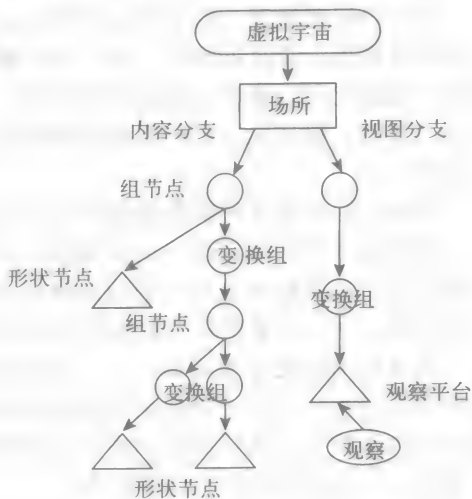 虚拟宇宙
场所
内容分支
视图分支
组节点
变换组
形状节点
变换组
组节点
变换组
观察平台
观察
形状节点